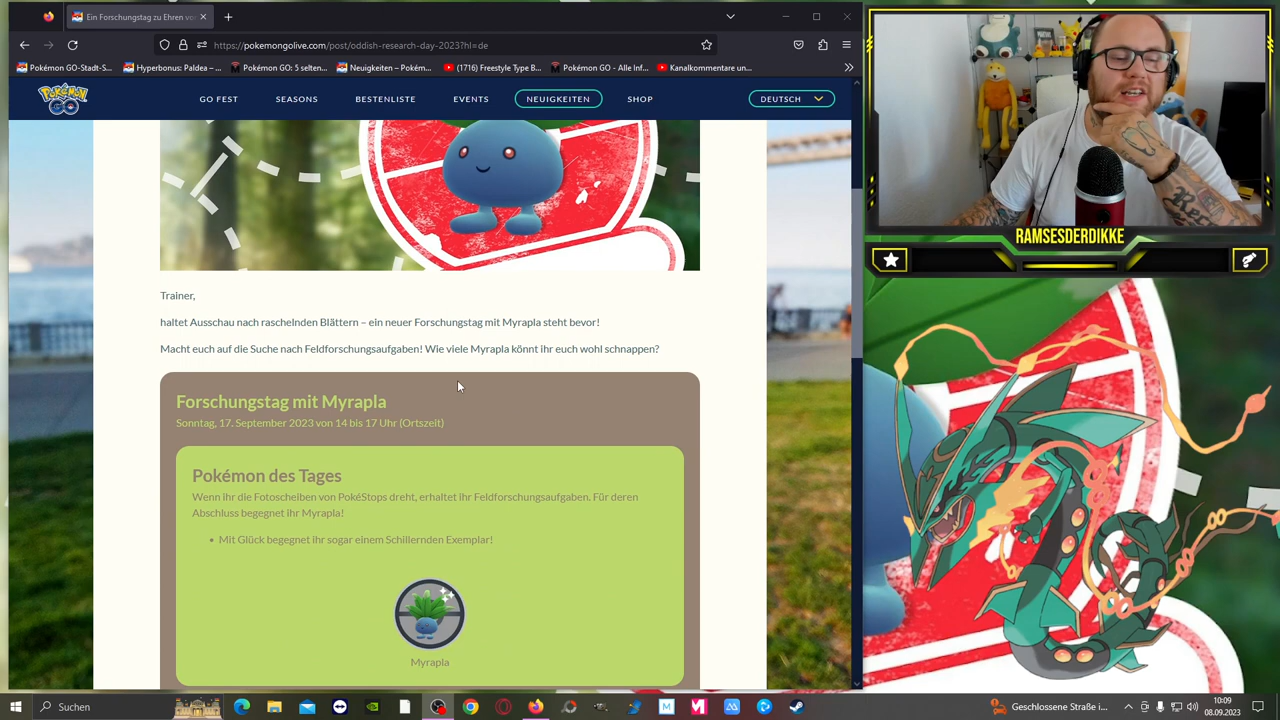 Ein Forschungstag zu Ehren vo
https://pokemongolive.com/post/oddish-research-day-2023?hl=de
Pokémon GO-Stadt-S...
Hyperbonus: Paldea – ...
Pokémon GO: S elten...
Neuigkeiten – Pokém...
(1716) Freestyle Type B...
Pokémon GO - Alle Inf...
Kanalkommentare un...
Pokémon GO
GO FEST
SEASONS
BESTENLISTE
EVENTS
NEUIGKEITEN
SHOP
DEUTSCH
Trainer,
haltet Ausschau nach raschelnden Blättern – ein neuer Forschungstag mit Myrapla steht bevor!
Macht euch auf die Suche nach Feldforschungsaufgaben! Wie viele Myrapla könnt ihr euch wohl schnappen?
Forschungstag mit Myrapla
Sonntag, 17. September 2023 von 14 bis 17 Uhr (Ortszeit)
Pokémon des Tages
Wenn ihr die Fotoscheiben von PokéStops dreht, erhaltet ihr Feldforschungsaufgaben. Für deren
Abschluss begegnet ihr Myrapla!
• Mit Glück begegnet ihr sogar einem Schillernden Exemplar!
Myrapla
RAMSESDERDIKKE
Suchen
Geschlossene Straße i...
10:09
08.09.2023